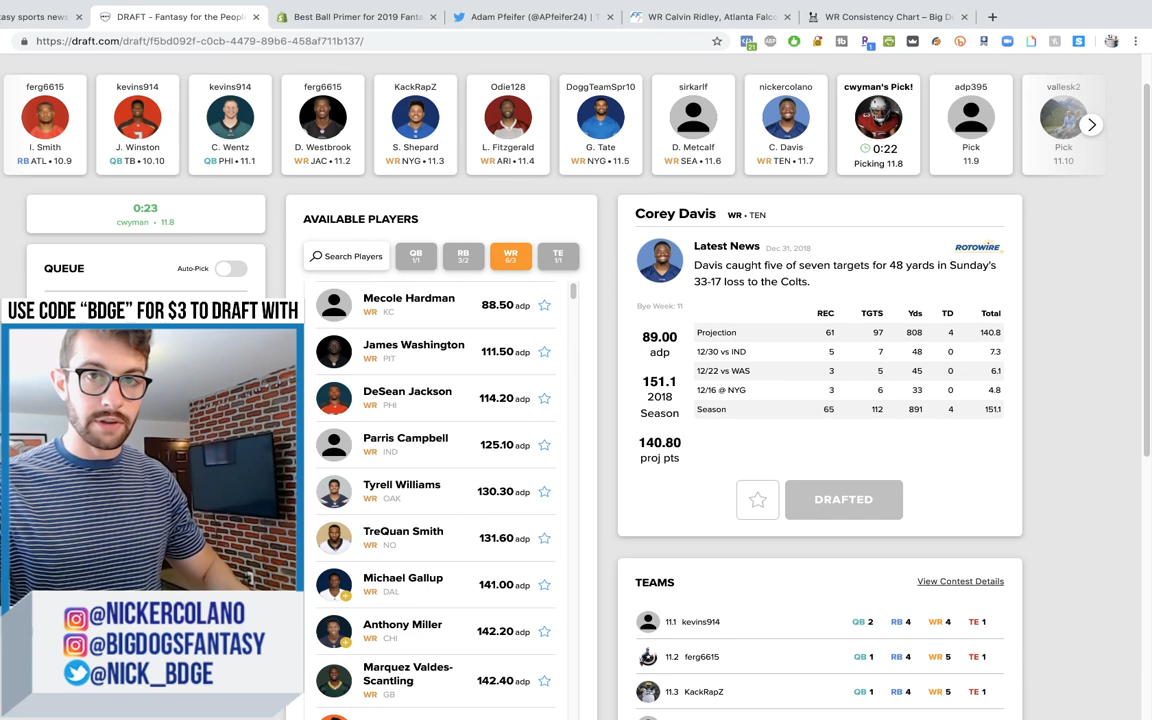 tasy sports news
DRAFT - Fantasy for the People
Best Ball Primer for 2019 Fanta
Adam Pfeifer (@APfeifer24) | T
WR Calvin Ridley, Atlanta Falco
WR Consistency Chart – Big D
https://draft.com/draft/f5bd092f-c0cb-4479-89b6-458af711b137/
ferg6615
I. Smith
RB ATL • 10.9
kevins914
J. Winston
QB TB • 10.10
kevins914
C. Wentz
QB PHI • 11.1
ferg6615
D. Westbrook
WR JAC • 11.2
KackRapZ
S. Shepard
WR NYG • 11.3
Odie128
L. Fitzgerald
WR ARI • 11.4
DoggTeamSpr10
G. Tate
WR NYG • 11.5
sirkarlf
D. Metcalf
WR SEA • 11.6
nickercolano
C. Davis
WR TEN • 11.7
cwyman's Pick!
0:22
Picking 11.8
adp395
Pick
11.9
vallesk2
Pick
11.10
0:23
cwyman • 11.8
QUEUE
Auto-Pick
USE CODE “BDGE” FOR $3 TO DRAFT WITH
@NICKERCOLANO
@BIGDOGSFANTASY
@NICK_BDGE
AVAILABLE PLAYERS
Search Players
QB
1/1
RB
3/2
WR
6/3
TE
1/1
Mecole Hardman
WR KC
88.50 adp
James Washington
WR PIT
111.50 adp
DeSean Jackson
WR PHI
114.20 adp
Parris Campbell
WR IND
125.10 adp
Tyrell Williams
WR OAK
130.30 adp
TreQuan Smith
WR NO
131.60 adp
Michael Gallup
WR DAL
141.00 adp
Anthony Miller
WR CHI
142.20 adp
Marquez Valdes-
Scantling
WR GB
142.40 adp
Corey Davis WR • TEN
Latest News Dec 31, 2018
ROTOWIRE
Davis caught five of seven targets for 48 yards in Sunday's
33-17 loss to the Colts.
Bye Week: 11
89.00
adp
151.1
2018
Season
140.80
proj pts
REC TGTS Yds TD Total
Projection 61 97 808 4 140.8
12/30 vs IND 5 7 48 0 7.3
12/22 vs WAS 3 5 45 0 6.1
12/16 @ NYG 3 6 33 0 4.8
Season 65 112 891 4 151.1
DRAFTED
TEAMS
View Contest Details
11.1 kevins914 QB 2 RB 4 WR 4 TE 1
11.2 ferg6615 QB 1 RB 4 WR 5 TE 1
11.3 KackRapZ QB 1 RB 4 WR 5 TE 1